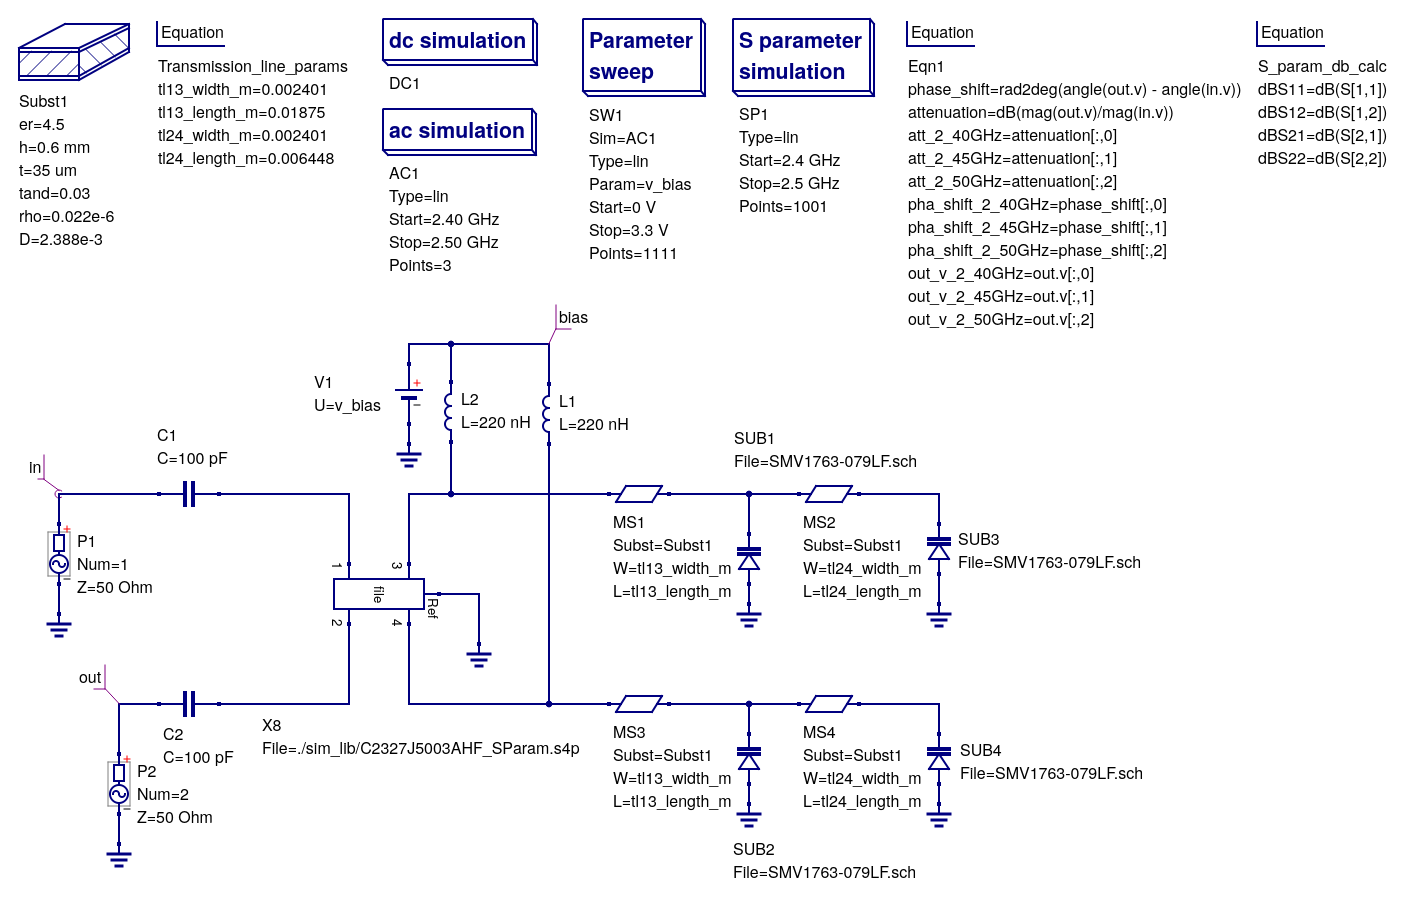 Subst1
er=4.5
h=0.6 mm
t=35 um
tand=0.03
rho=0.022e-6
D=2.388e-3
Equation
Transmission_line_params
tl13_width_m=0.002401
tl13_length_m=0.01875
tl24_width_m=0.002401
tl24_length_m=0.006448
dc simulation
DC1
ac simulation
AC1
Type=lin
Start=2.40 GHz
Stop=2.50 GHz
Points=3
Parameter
sweep
SW1
Sim=AC1
Type=lin
Param=v_bias
Start=0 V
Stop=3.3 V
Points=1111
S parameter
simulation
SP1
Type=lin
Start=2.4 GHz
Stop=2.5 GHz
Points=1001
Equation
Eqn1
phase_shift=rad2deg(angle(out.v) - angle(in.v))
attenuation=dB(mag(out.v)/mag(in.v))
att_2_40GHz=attenuation[:,0]
att_2_45GHz=attenuation[:,1]
att_2_50GHz=attenuation[:,2]
pha_shift_2_40GHz=phase_shift[:,0]
pha_shift_2_45GHz=phase_shift[:,1]
pha_shift_2_50GHz=phase_shift[:,2]
out_v_2_40GHz=out.v[:,0]
out_v_2_45GHz=out.v[:,1]
out_v_2_50GHz=out.v[:,2]
Equation
S_param_db_calc
dBS11=dB(S[1,1])
dBS12=dB(S[1,2])
dBS21=dB(S[2,1])
dBS22=dB(S[2,2])
bias
V1
U=v_bias
L2
L=220 nH
L1
L=220 nH
C1
C=100 pF
in
P1
Num=1
Z=50 Ohm
1
3
file
Ref
2
4
SUB1
File=SMV1763-079LF.sch
MS1
Subst=Subst1
W=tl13_width_m
L=tl13_length_m
MS2
Subst=Subst1
W=tl24_width_m
L=tl24_length_m
SUB3
File=SMV1763-079LF.sch
out
C2
C=100 pF
P2
Num=2
Z=50 Ohm
X8
File=./sim_lib/C2327J5003AHF_SParam.s4p
MS3
Subst=Subst1
W=tl13_width_m
L=tl13_length_m
MS4
Subst=Subst1
W=tl24_width_m
L=tl24_length_m
SUB4
File=SMV1763-079LF.sch
SUB2
File=SMV1763-079LF.sch